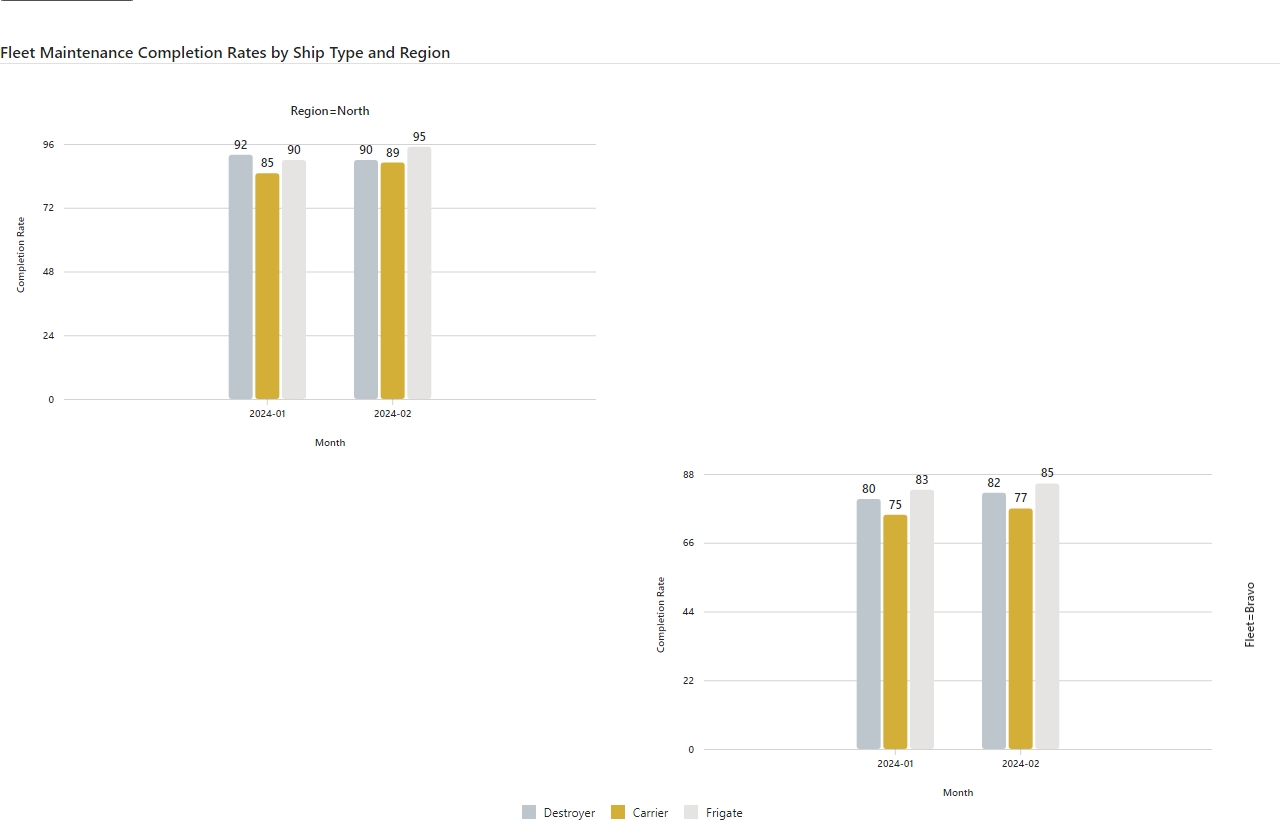 Fleet Maintenance Completion Rates by Ship Type and Region
Region=North
96
72
48
24
0
Completion Rate
92
85
90
90
89
95
2024-01
2024-02
Month
88
66
44
22
0
Completion Rate
80
75
83
82
77
85
2024-01
2024-02
Month
Fleet=Bravo
Destroyer
Carrier
Frigate